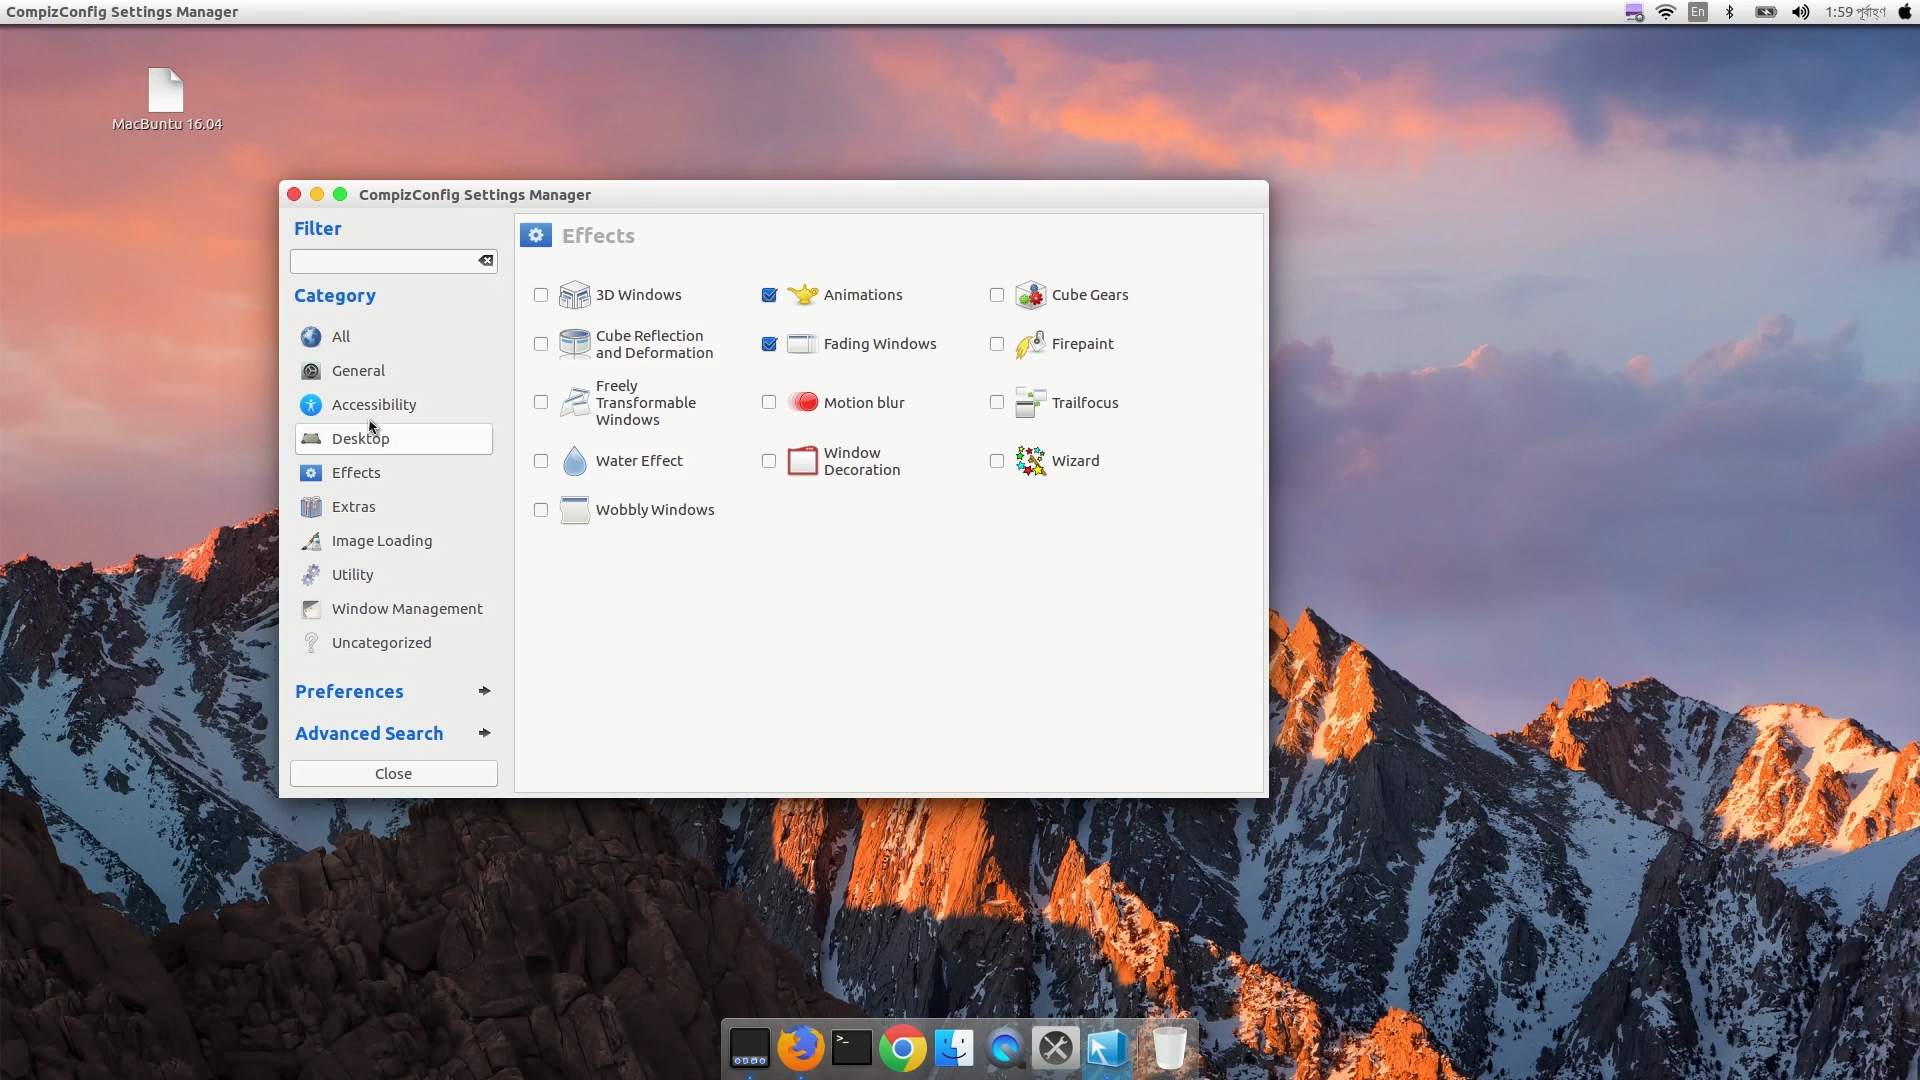 CompizConfig Settings Manager
En
1:59 পূর্বাহ্ণ
MacBuntu 16.04
CompizConfig Settings Manager
Filter
Category
All
General
Accessibility
Desktop
Effects
Extras
Image Loading
Utility
Window Management
Uncategorized
Preferences
Advanced Search
Close
Effects
3D Windows
Animations
Cube Gears
Cube Reflection
and Deformation
Fading Windows
Firepaint
Freely
Transformable
Windows
Motion blur
Trailfocus
Water Effect
Window
Decoration
Wizard
Wobbly Windows